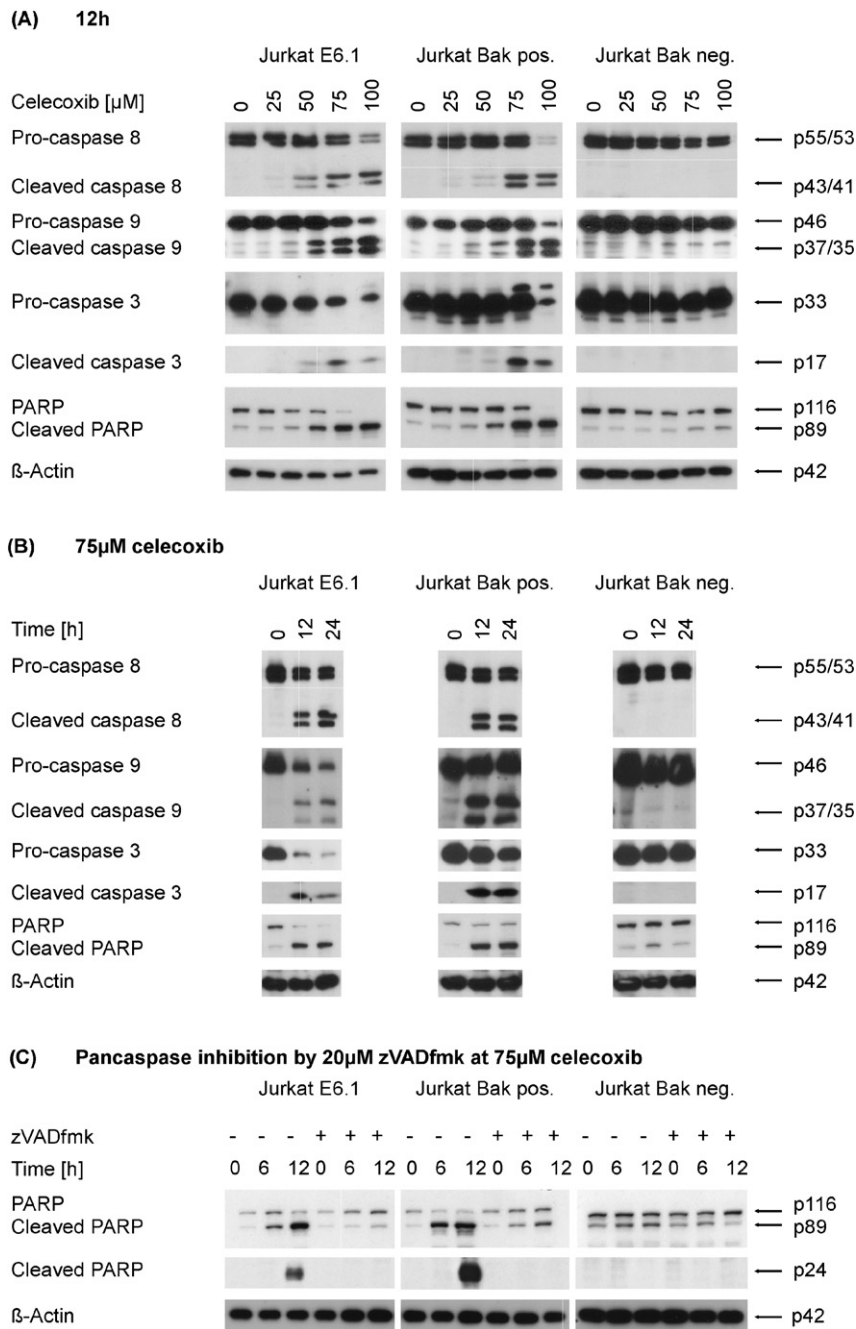 (A) 12h
Jurkat E6.1 Jurkat Bak pos. Jurkat Bak neg.
Celecoxib [µM] 0 25 50 75 100 0 25 50 75 100 0 25 50 75 100
Pro-caspase 8 p55/53
Cleaved caspase 8 p43/41
Pro-caspase 9 p46
Cleaved caspase 9 p37/35
Pro-caspase 3 p33
Cleaved caspase 3 p17
PARP p116
Cleaved PARP p89
ß-Actin p42
(B) 75µM celecoxib
Jurkat E6.1 Jurkat Bak pos. Jurkat Bak neg.
Time [h] 0 12 24 0 12 24 0 12 24
Pro-caspase 8 p55/53
Cleaved caspase 8 p43/41
Pro-caspase 9 p46
Cleaved caspase 9 p37/35
Pro-caspase 3 p33
Cleaved caspase 3 p17
PARP p116
Cleaved PARP p89
ß-Actin p42
(C) Pancaspase inhibition by 20µM zVADfmk at 75µM celecoxib
Jurkat E6.1 Jurkat Bak pos. Jurkat Bak neg.
zVADfmk - - - + + + - - - + + + - - - + + +
Time [h] 0 6 12 0 6 12 0 6 12 0 6 12 0 6 12 0 6 12
PARP p116
Cleaved PARP p89
Cleaved PARP p24
ß-Actin p42